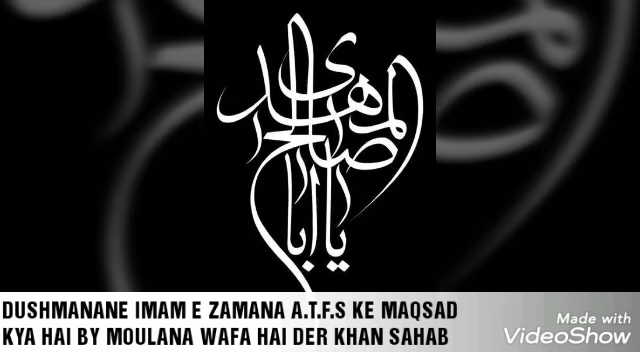 يا ابا صالح المهدى
DUSHMANANE IMAM E ZAMANA A.T.F.S KE MAQSAD
KYA HAI BY MOULANA WAFA HAI DER KHAN SAHAB
Made with
VideoShow